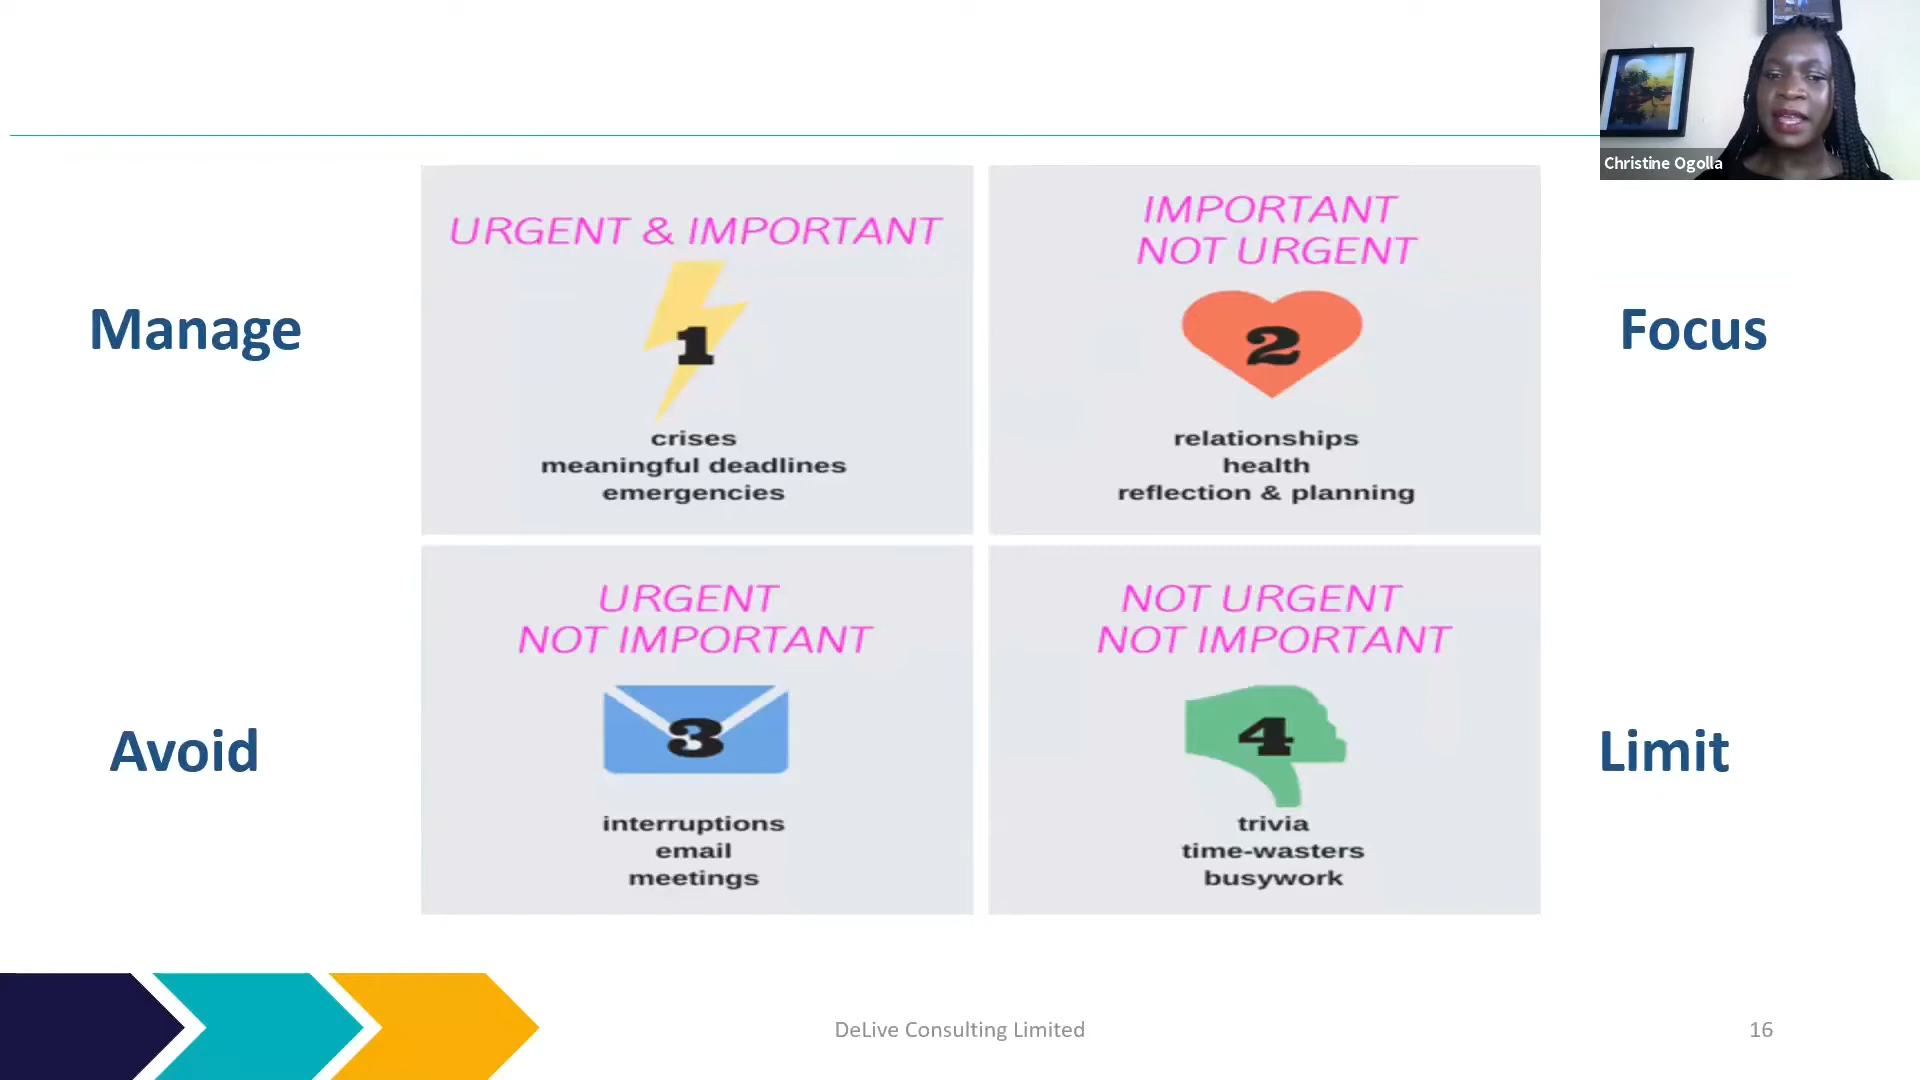 Christine Ogolla
URGENT & IMPORTANT
1
crises
meaningful deadlines
emergencies
IMPORTANT
NOT URGENT
2
relationships
health
reflection & planning
Manage
Focus
URGENT
NOT IMPORTANT
3
interruptions
email
meetings
NOT URGENT
NOT IMPORTANT
4
trivia
time-wasters
busywork
Avoid
Limit
DeLive Consulting Limited
16